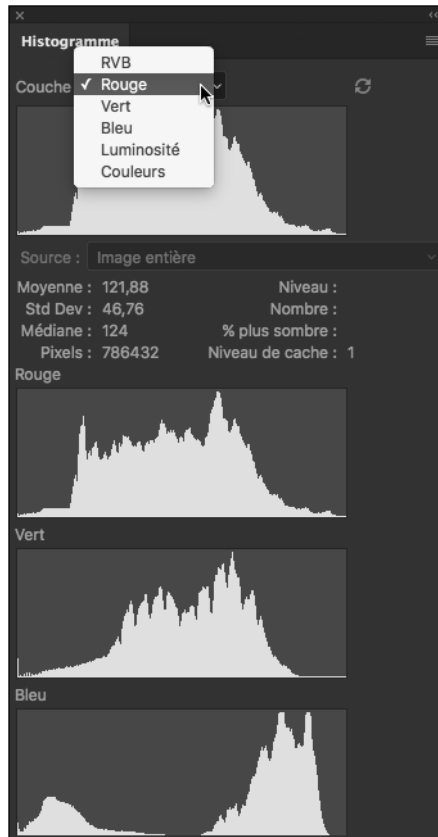 Histogramme
RVB
Couche ✓ Rouge
Vert
Bleu
Luminosité
Couleurs
Source : Image entière
Moyenne : 121,88 Niveau :
Std Dev : 46,76 Nombre :
Médiane : 124 % plus sombre :
Pixels : 786432 Niveau de cache : 1
Rouge
Vert
Bleu